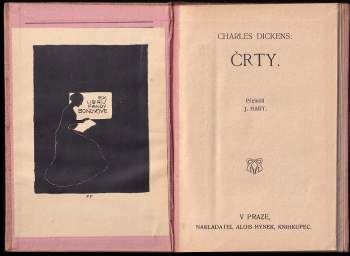 EX
LIBRIS
CHARLES DICKENS:
ČRTY.
Přeložil
J. HART.
V PRAZE,
NAKLADATEL ALOIS HYNEK, KNIHKUPEC.